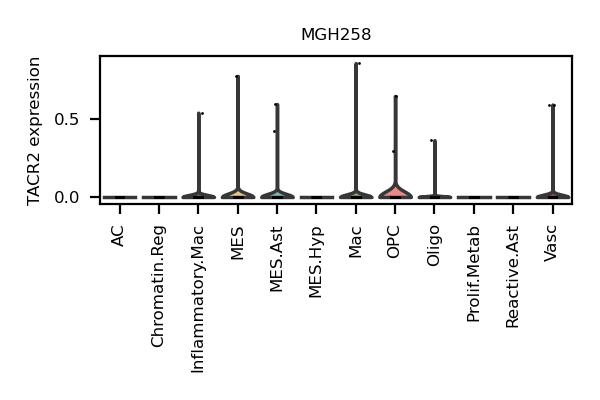 MGH258
TACR2 expression
0.5
0.0
AC
Chromatin.Reg
Inflammatory.Mac
MES
MES.Ast
MES.Hyp
Mac
OPC
Oligo
Prolif.Metab
Reactive.Ast
Vasc